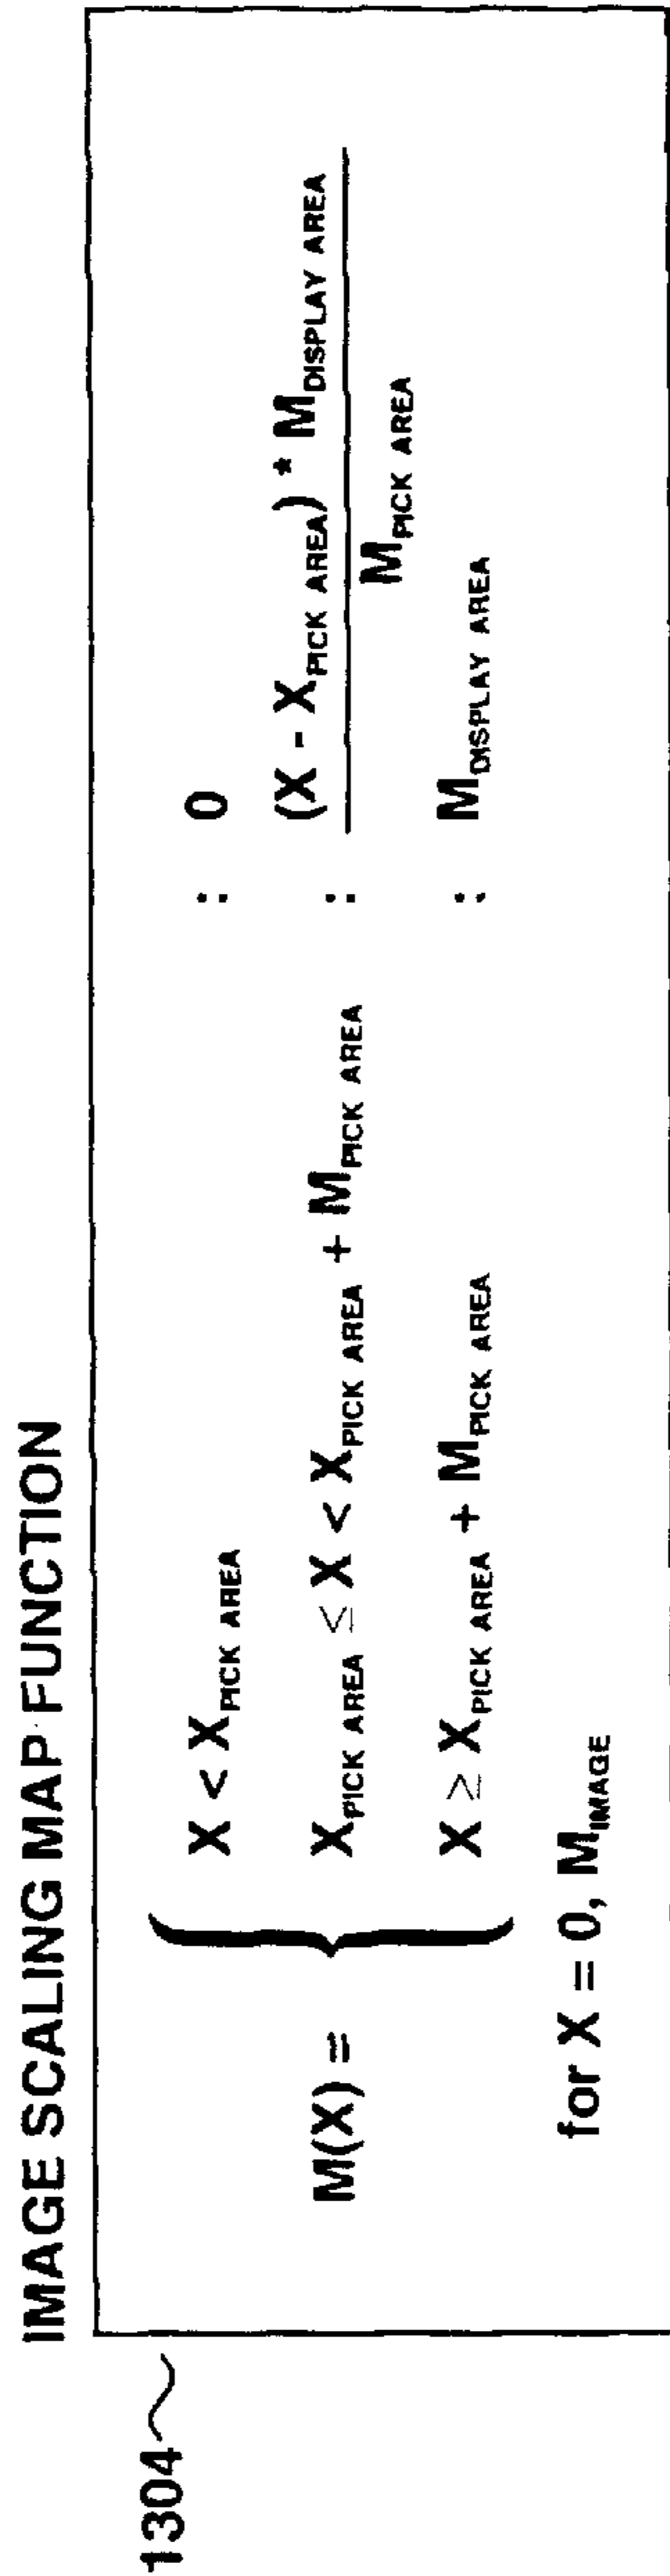 IMAGE SCALING MAP FUNCTION
1304
X < X_PICK AREA : 0
M(X) = { X_PICK AREA ≤ X < X_PICK AREA + M_PICK AREA : (X - X_PICK AREA) * M_DISPLAY AREA / M_PICK AREA
X ≥ X_PICK AREA + M_PICK AREA : M_DISPLAY AREA
for X = 0, M_IMAGE